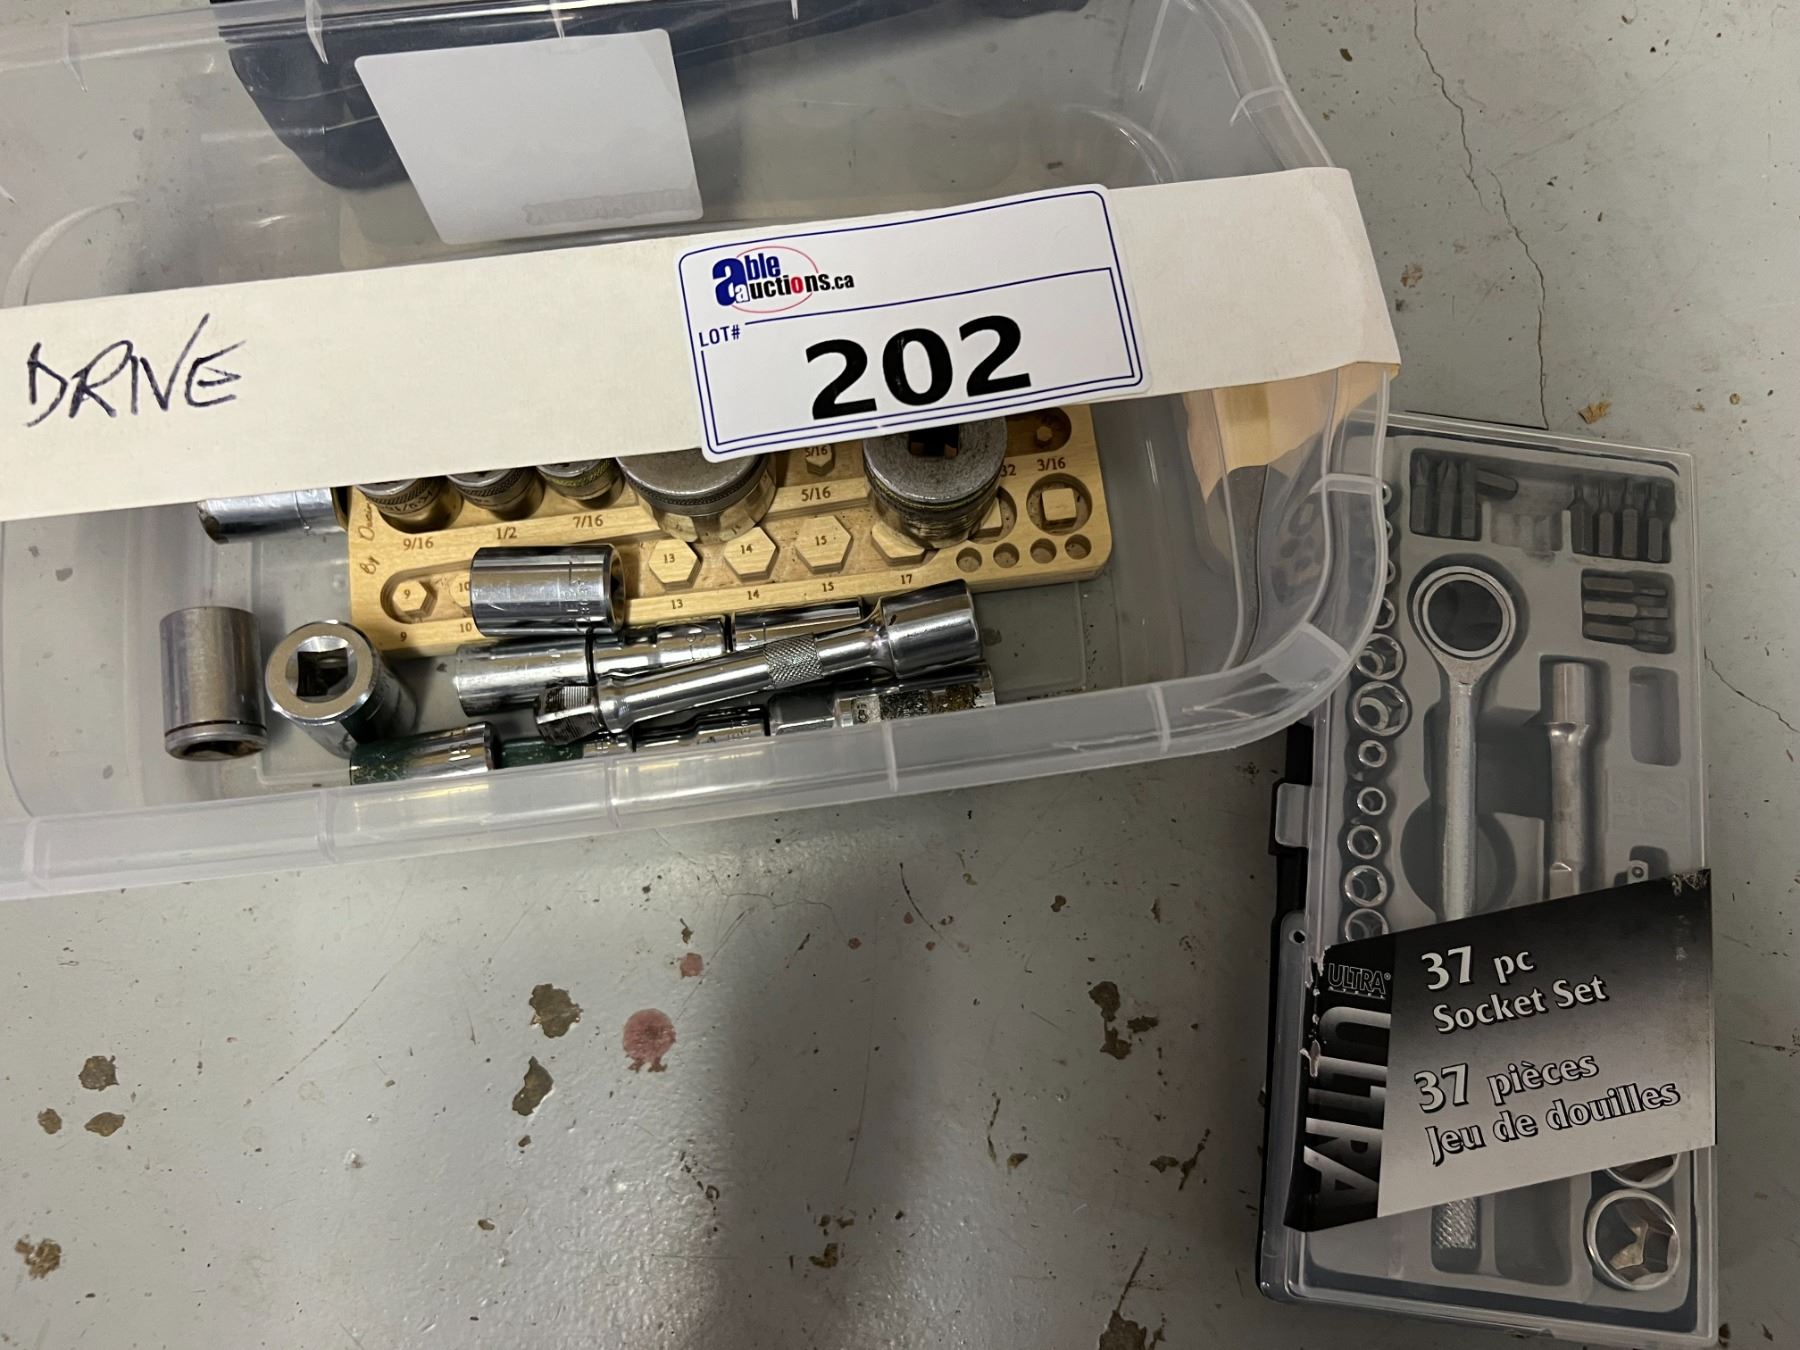 able
auctions.ca
LOT#
202
DRIVE
5/16
32 3/16
5/16
7/16
1/2
9/16
By
13
14
15
9
10
17
15
14
13
10
9
ULTRA®
37 pc
Socket Set
37 pièces
Jeu de douilles
ULTRA